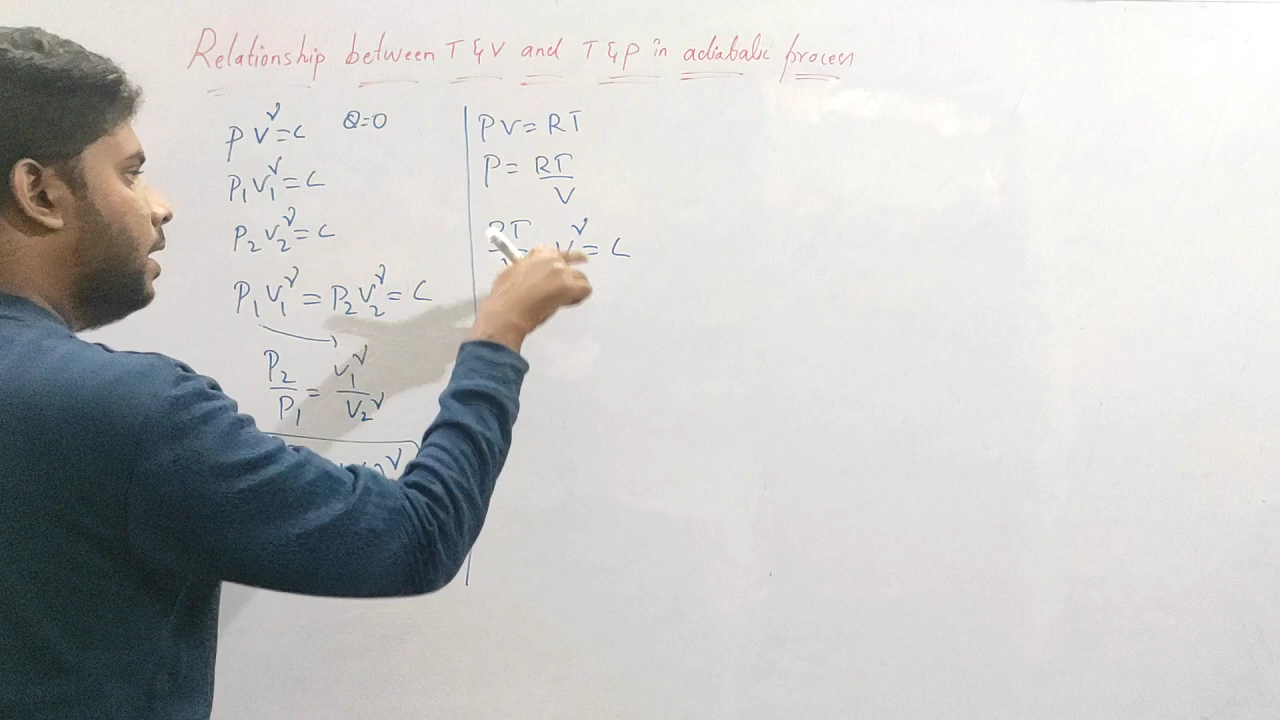 Relationship between T & V and T & P in adiabatic process
PV^γ = C Q=0
P₁V₁^γ = C
P₂V₂^γ = C
P₁V₁^γ = P₂V₂^γ = C
P₂/P₁ = V₁^γ/V₂^γ
PV = RT
P = RT/V
RT V^γ = C